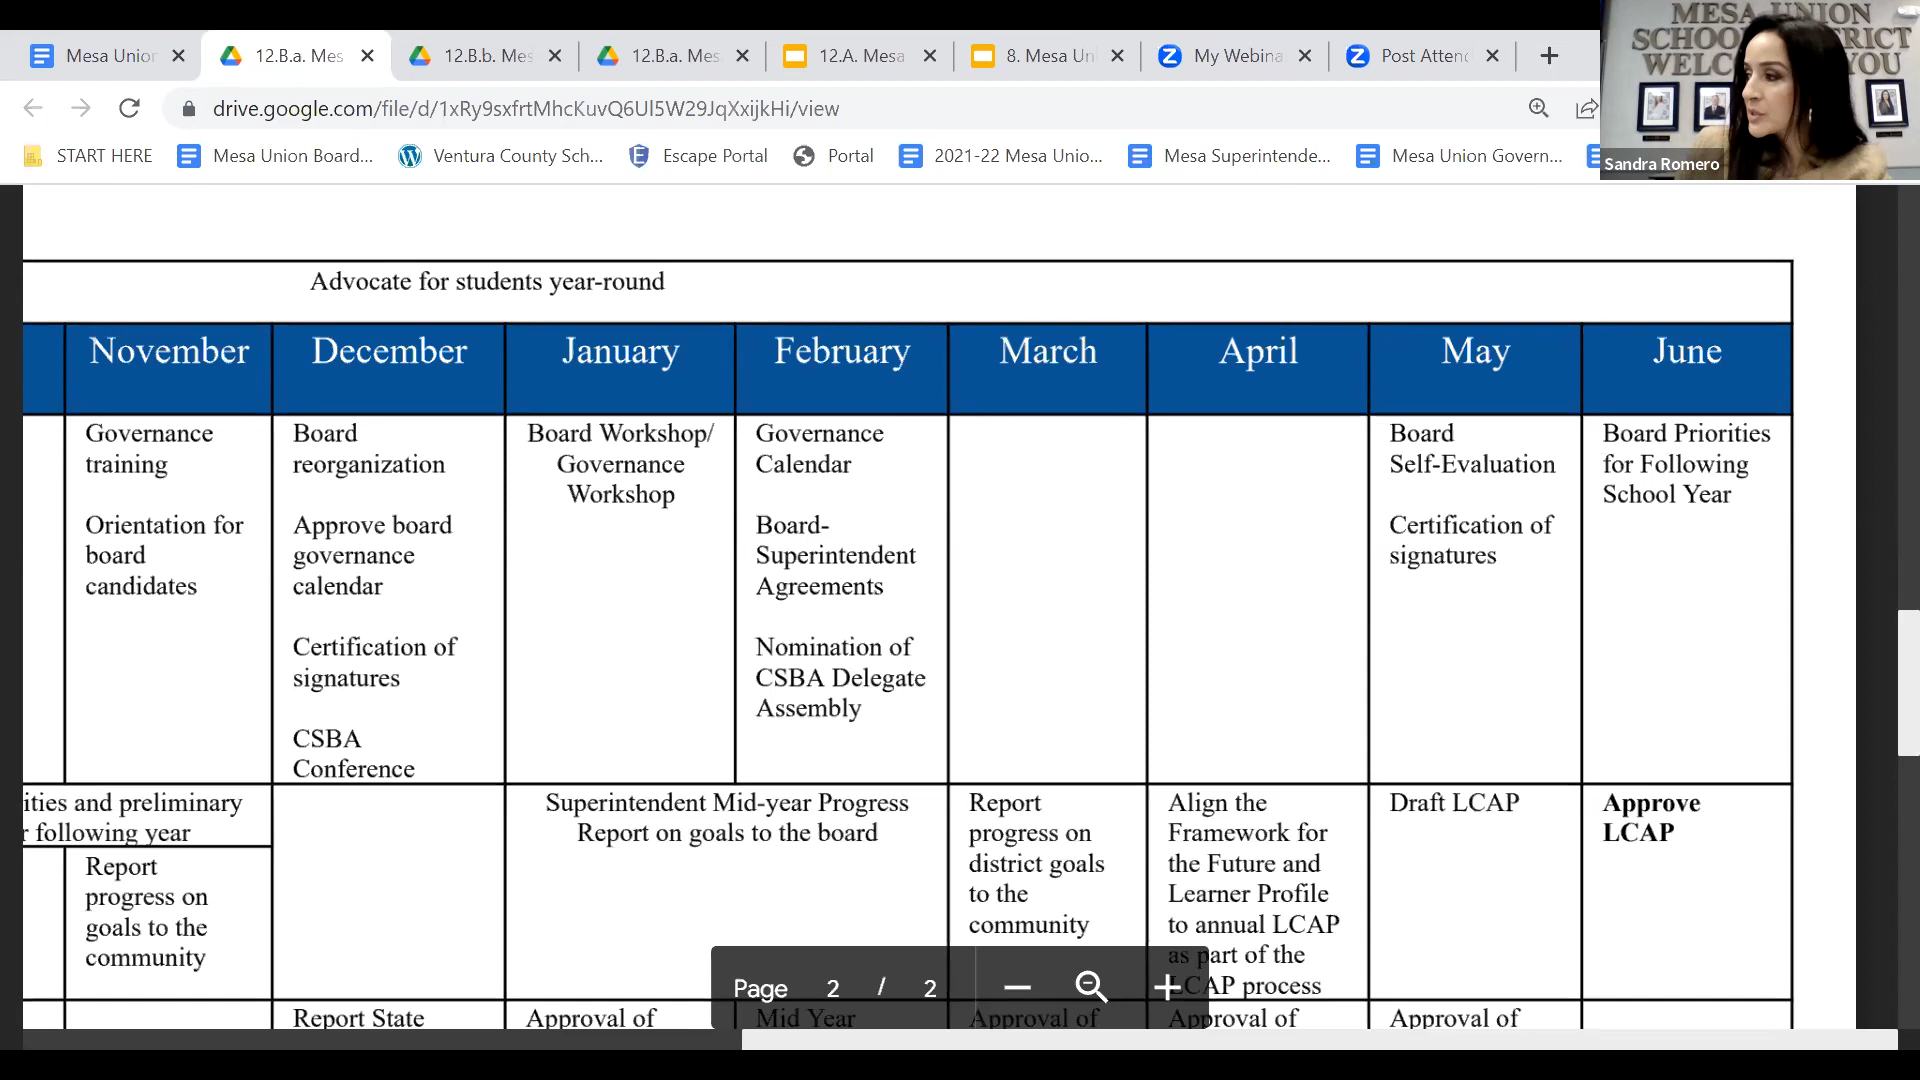 Mesa Union
12.B.a. Mes
12.B.b. Mes
12.B.a. Mes
12.A. Mesa
8. Mesa Un
My Webina
Post Attend
drive.google.com/file/d/1xRy9sxfrtMhcKuvQ6Ul5W29JqXxijkHi/view
START HERE
Mesa Union Board...
Ventura County Sch...
Escape Portal
Portal
2021-22 Mesa Unio...
Mesa Superintende...
Mesa Union Govern...
MESA UNION
SCHOOL DISTRICT
WELCOMES YOU
Sandra Romero
Advocate for students year-round
November
December
January
February
March
April
May
June
Governance
training
Orientation for
board
candidates
Board
reorganization
Approve board
governance
calendar
Certification of
signatures
CSBA
Conference
Board Workshop/
Governance
Workshop
Governance
Calendar
Board-
Superintendent
Agreements
Nomination of
CSBA Delegate
Assembly
Board
Self-Evaluation
Certification of
signatures
Board Priorities
for Following
School Year
ities and preliminary
r following year
Report
progress on
goals to the
community
Superintendent Mid-year Progress
Report on goals to the board
Report
progress on
district goals
to the
community
Align the
Framework for
the Future and
Learner Profile
to annual LCAP
as part of the
LCAP process
Draft LCAP
Approve
LCAP
Report State
Approval of
Mid Year
Approval of
Approval of
Approval of
Page 2 / 2